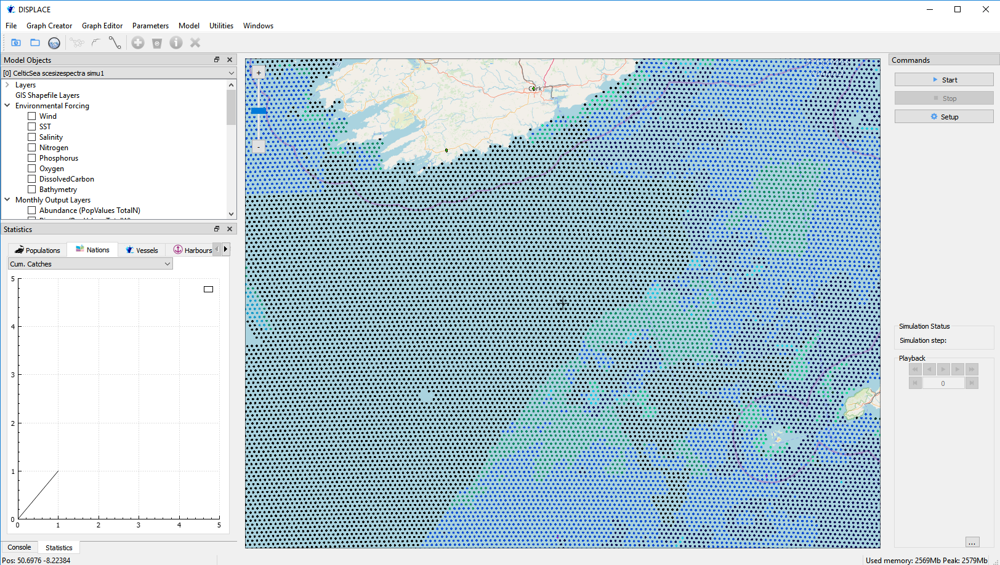 DISPLACE
File Graph Creator Graph Editor Parameters Model Utilities Windows
Model Objects
[0] CelticSea scesizespectra simu1
Layers
GIS Shapefile Layers
Environmental Forcing
Wind
SST
Salinity
Nitrogen
Phosphorus
Oxygen
DissolvedCarbon
Bathymetry
Monthly Output Layers
Abundance (PopValues TotalN)
Statistics
Populations Nations Vessels Harbours
Cum. Catches
5
4
3
2
1
0
0 1 2 3 4 5
Console Statistics
Pos: 50.6976 -8.22384
+
-
Cork
Commands
Start
Stop
Setup
Simulation Status
Simulation step:
Playback
0
...
Used memory: 2569Mb Peak: 2579Mb